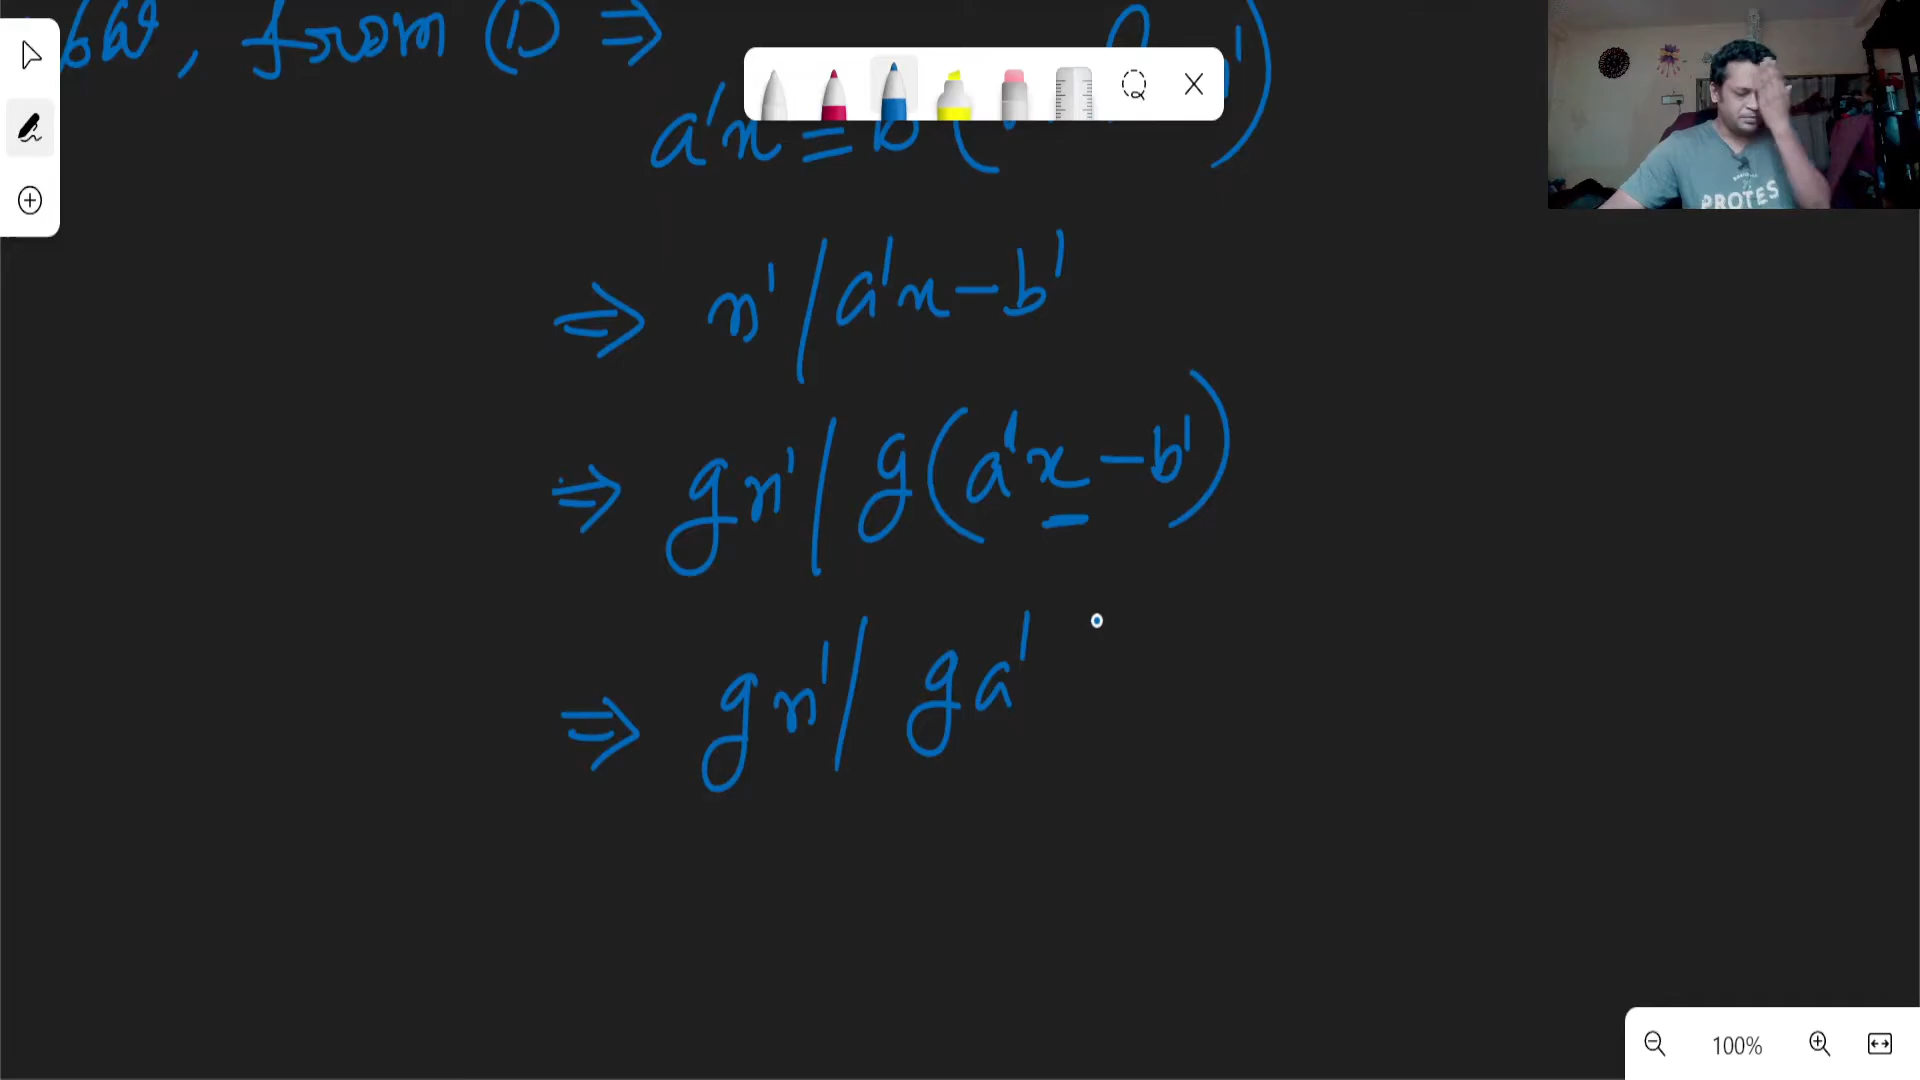 , from (1) ⇒
a'x = b (
⇒ n' / a'x - b'
⇒ gn' / g(a'x - b')
⇒ gn' / ga'
PROTES
100%